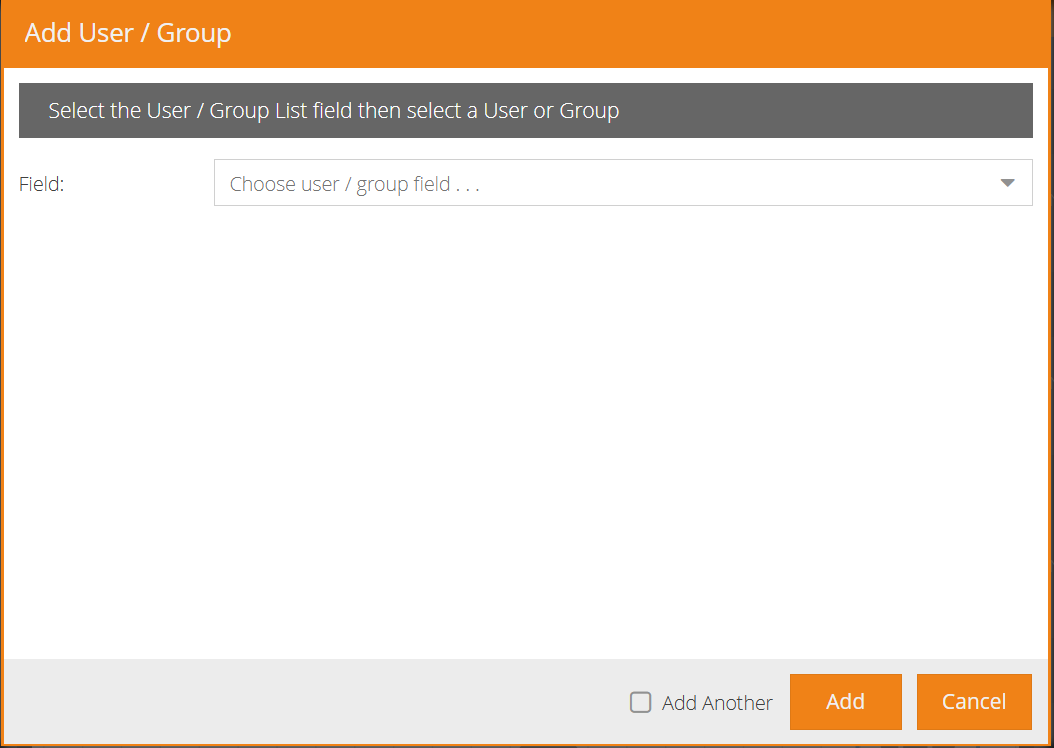 Add User / Group
Select the User / Group List field then select a User or Group
Field:
Choose user / group field . . .
Add Another
Add
Cancel